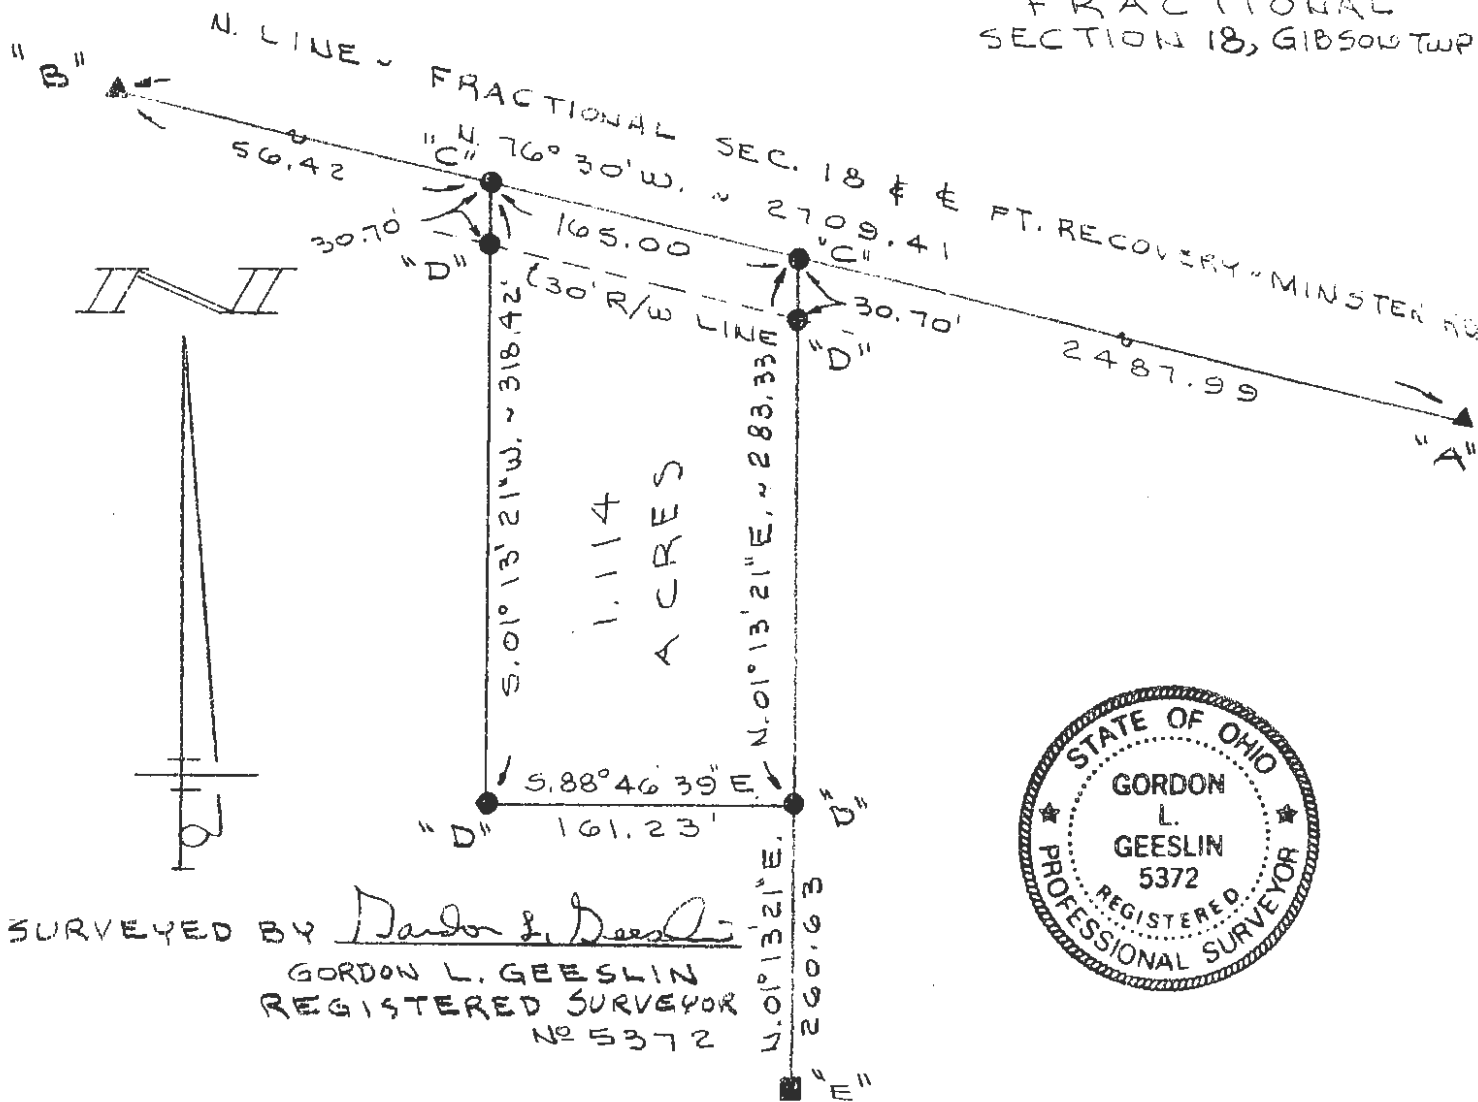 FRACTIONAL
SECTION 18, GIBSON TWP
N. LINE ~ FRACTIONAL SEC. 18 & ℄ FT. RECOVERY-MINSTER RD
"B"
N. 76° 30' W. ~ 2709.41
56.42
"C"
165.00
"C"
30.70'
"D"
30' R/W LINE
30.70'
"D"
2487.99
"A"
N
S. 01° 13' 21" W. ~ 318.42'
1.114
ACRES
N. 01° 13' 21" E. ~ 283.33
S. 88° 46' 39" E.
161.23'
"D"
"D"
N. 01° 13' 21" E.
260.63
"E"
SURVEYED BY Gordon L. Geeslin
GORDON L. GEESLIN
REGISTERED SURVEYOR
Nº 5372
STATE OF OHIO
GORDON
L.
GEESLIN
5372
REGISTERED
PROFESSIONAL SURVEYOR